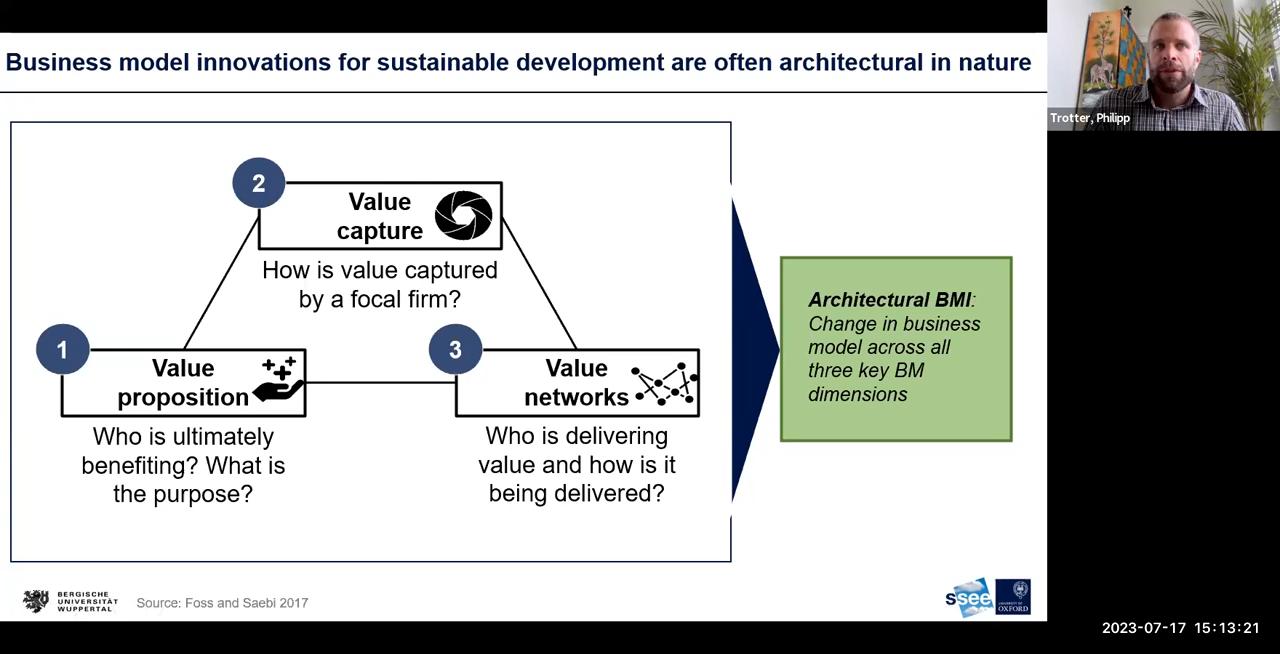 Business model innovations for sustainable development are often architectural in nature
Trotter, Philipp
2
Value
capture
How is value captured
by a focal firm?
1
Value
proposition
Who is ultimately
benefiting? What is
the purpose?
3
Value
networks
Who is delivering
value and how is it
being delivered?
Architectural BMI:
Change in business
model across all
three key BM
dimensions
BERGISCHE
UNIVERSITÄT
WUPPERTAL
Source: Foss and Saebi 2017
ssee
UNIVERSITY OF
OXFORD
2023-07-17 15:13:21